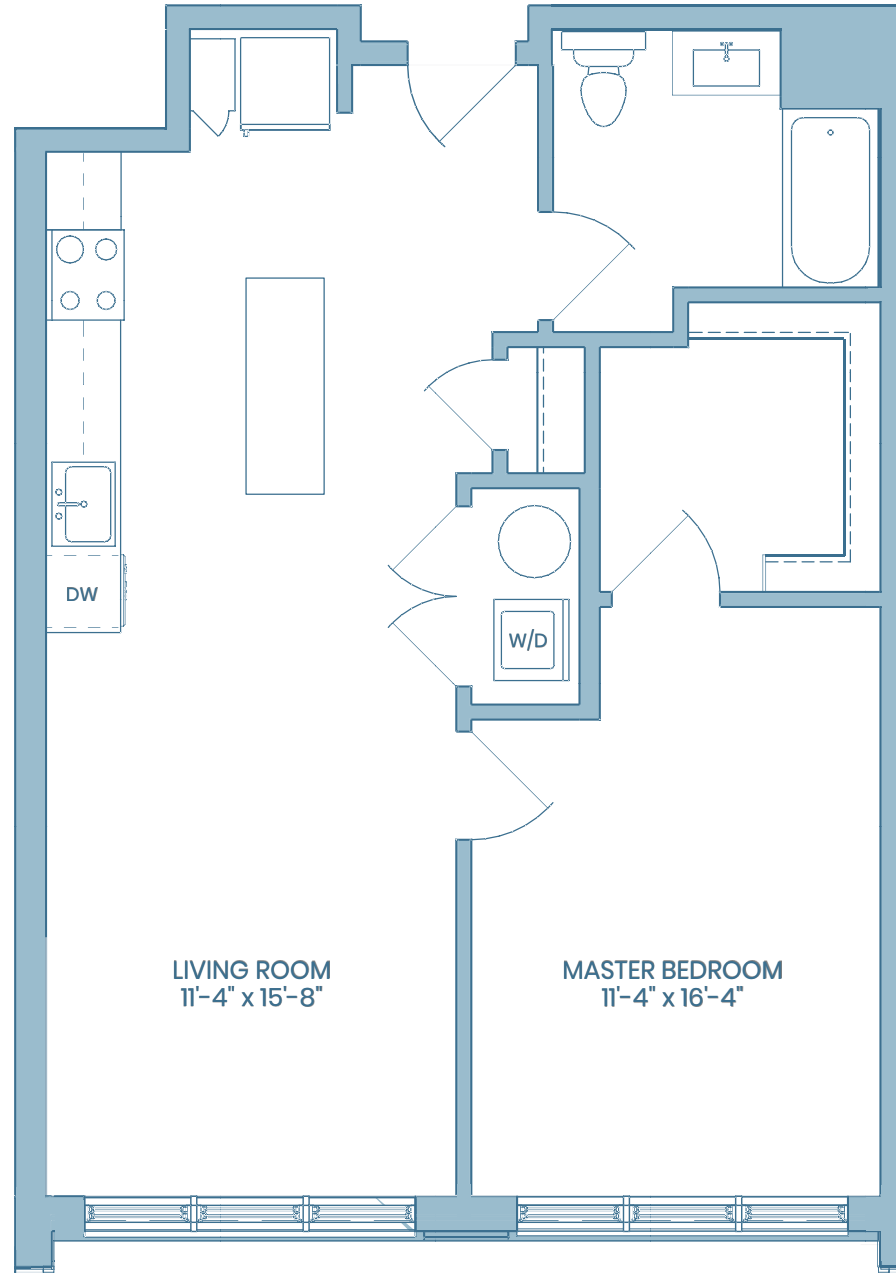 DW
W/D
LIVING ROOM
11'-4" x 15'-8"
MASTER BEDROOM
11'-4" x 16'-4"